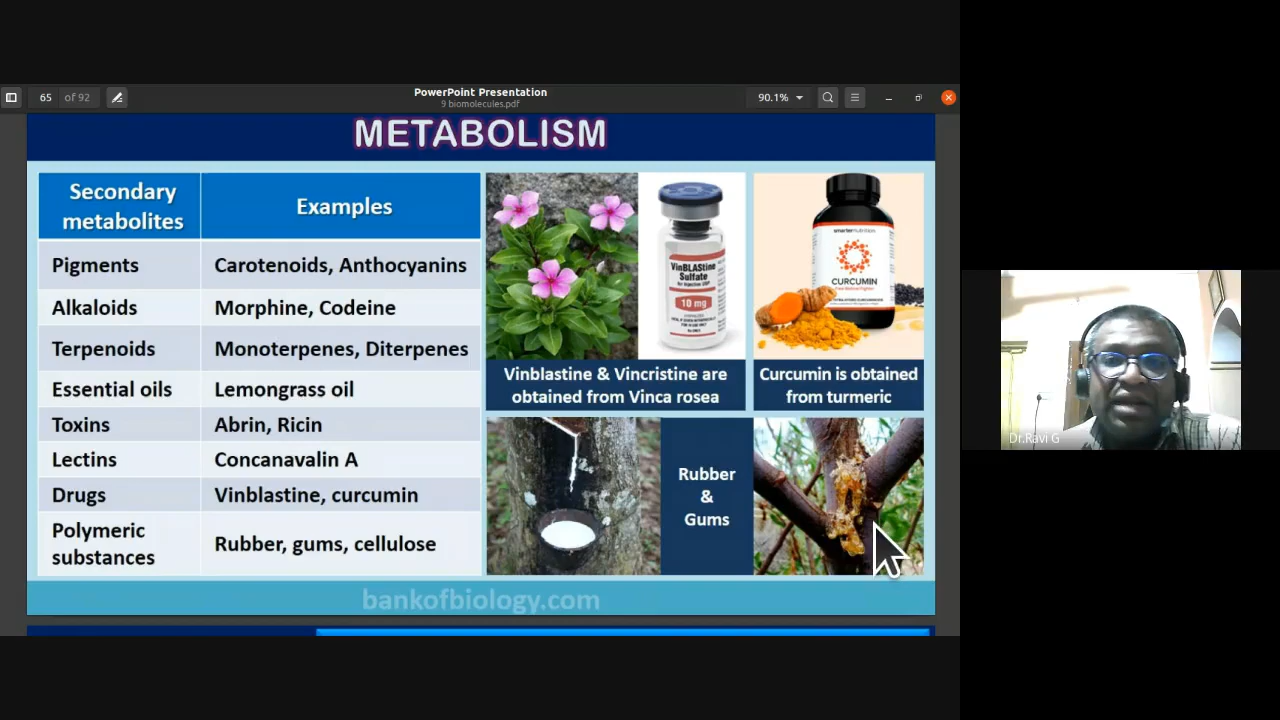 65 of 92
PowerPoint Presentation
9 biomolecules.pdf
90.1%
METABOLISM
Secondary metabolites
Examples
Pigments
Carotenoids, Anthocyanins
Alkaloids
Morphine, Codeine
Terpenoids
Monoterpenes, Diterpenes
Essential oils
Lemongrass oil
Toxins
Abrin, Ricin
Lectins
Concanavalin A
Drugs
Vinblastine, curcumin
Polymeric substances
Rubber, gums, cellulose
VinBLAStine
Sulfate
10 mg
smarternutrition.
CURCUMIN
Vinblastine & Vincristine are
obtained from Vinca rosea
Curcumin is obtained
from turmeric
Rubber
&
Gums
bankofbiology.com
Dr.Ravi G